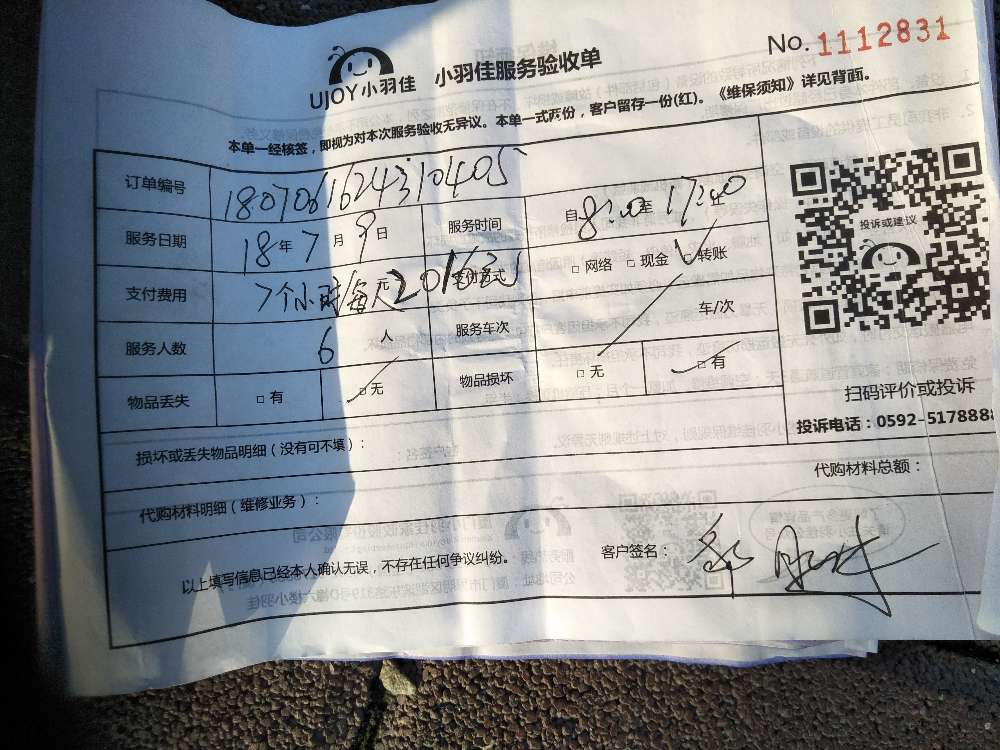 UJOY小羽佳 小羽佳服务验收单 No. 1112831
本单一经核签，即视为对本次服务验收无异议。本单一式两份，客户留存一份(红)。《维保须知》详见背面。
订单编号 1807061624310405
服务日期 18年7月9日 服务时间 自8:00至17:00
支付费用 7个小时/每人 元 2016 支付方式 □网络 □现金 □转账
服务人数 6人 服务车次 车/次
物品丢失 □有 □无 物品损坏 □无 □有
投诉或建议
扫码评价或投诉
投诉电话：0592-5178888
损坏或丢失物品明细（没有可不填）：
代购材料明细（维修业务）： 代购材料总额：
以上填写信息已经本人确认无误，不存在任何争议纠纷。 客户签名：